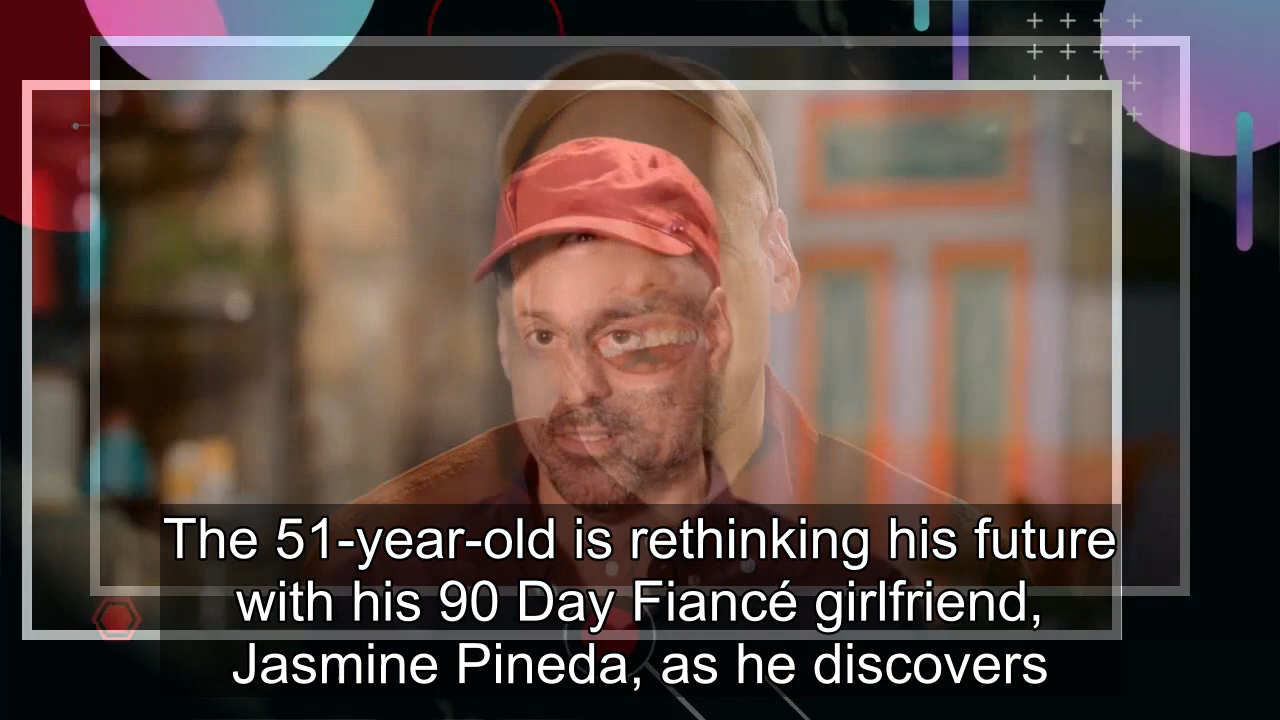 The 51-year-old is rethinking his future
with his 90 Day Fiancé girlfriend,
Jasmine Pineda, as he discovers